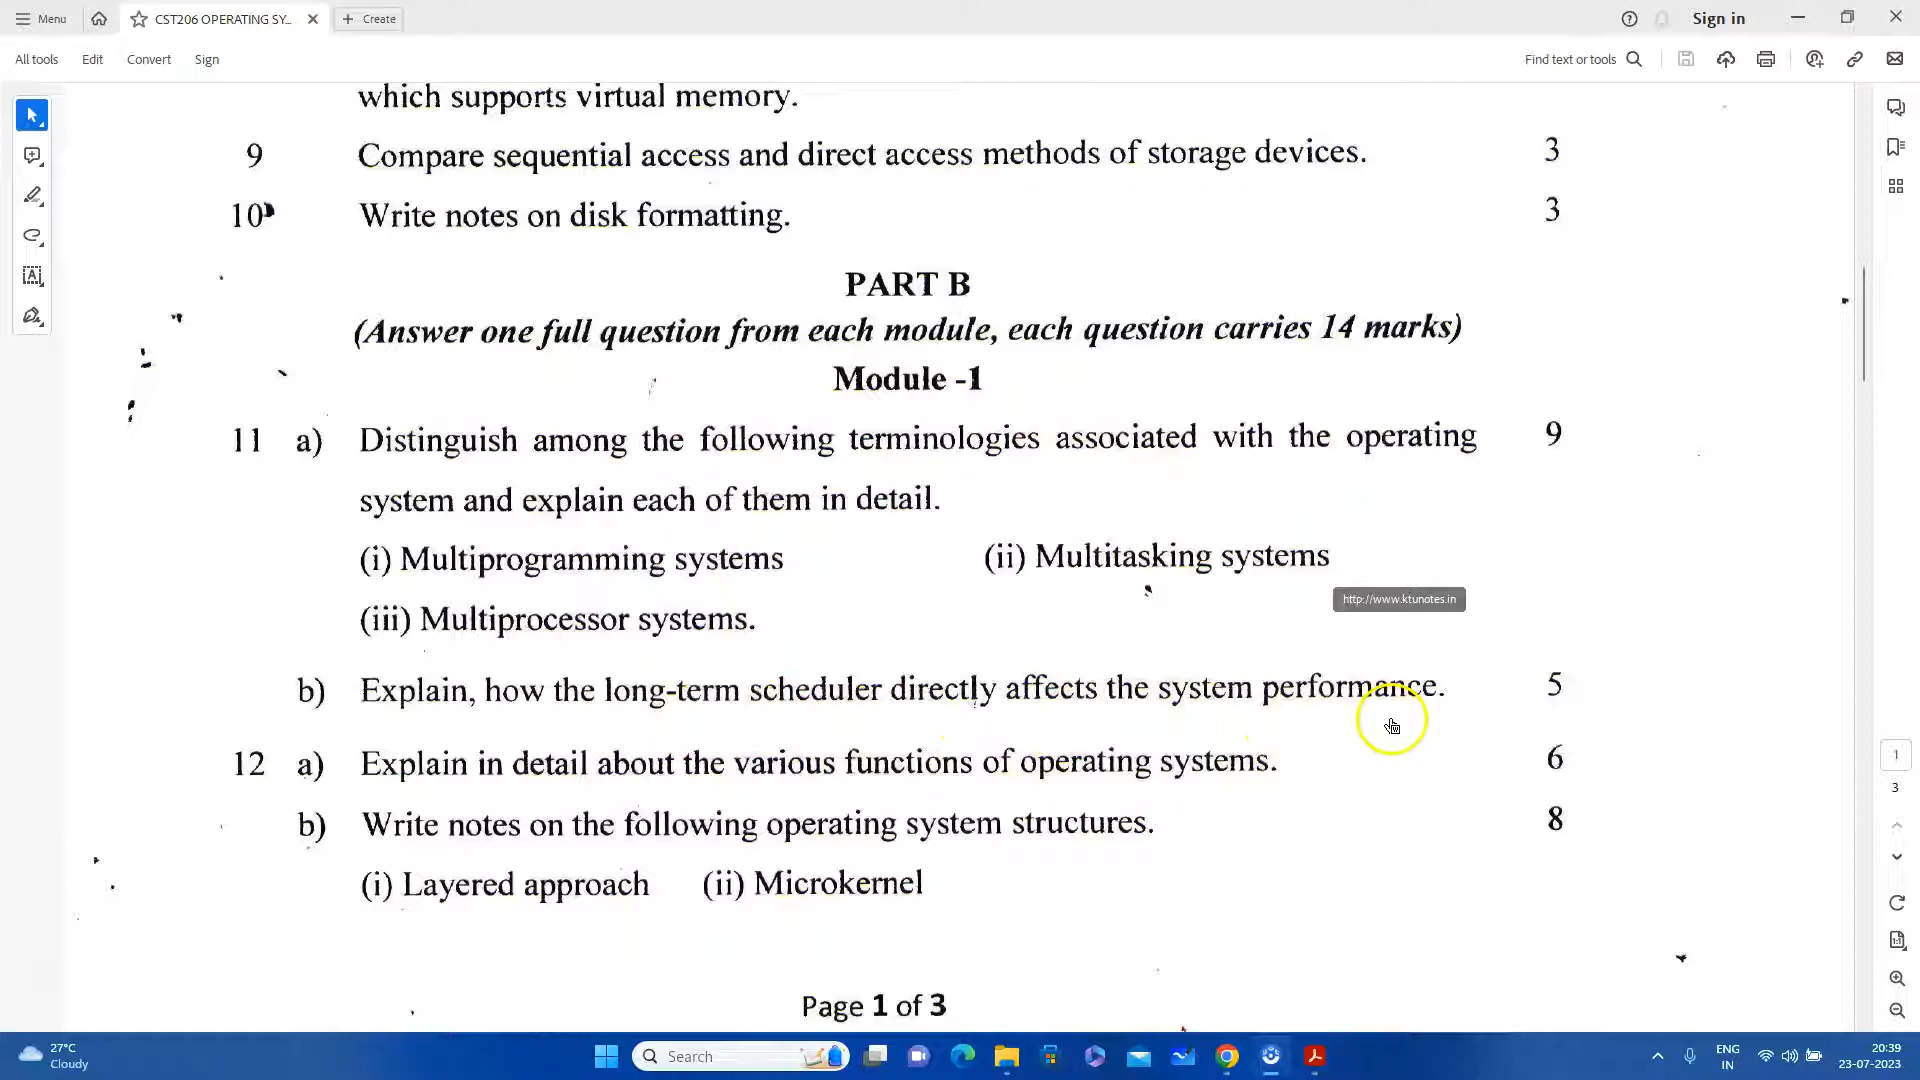 Menu
CST206 OPERATING SY...
Create
Sign in
All tools Edit Convert Sign
Find text or tools
which supports virtual memory.
9 Compare sequential access and direct access methods of storage devices. 3
10 Write notes on disk formatting. 3
PART B
(Answer one full question from each module, each question carries 14 marks)
Module -1
11 a) Distinguish among the following terminologies associated with the operating 9
system and explain each of them in detail.
(i) Multiprogramming systems (ii) Multitasking systems
http://www.ktunotes.in
(iii) Multiprocessor systems.
b) Explain, how the long-term scheduler directly affects the system performance. 5
12 a) Explain in detail about the various functions of operating systems. 6
b) Write notes on the following operating system structures. 8
(i) Layered approach (ii) Microkernel
Page 1 of 3
1
3
27°C
Cloudy
Search
ENG
IN
20:39
23-07-2023